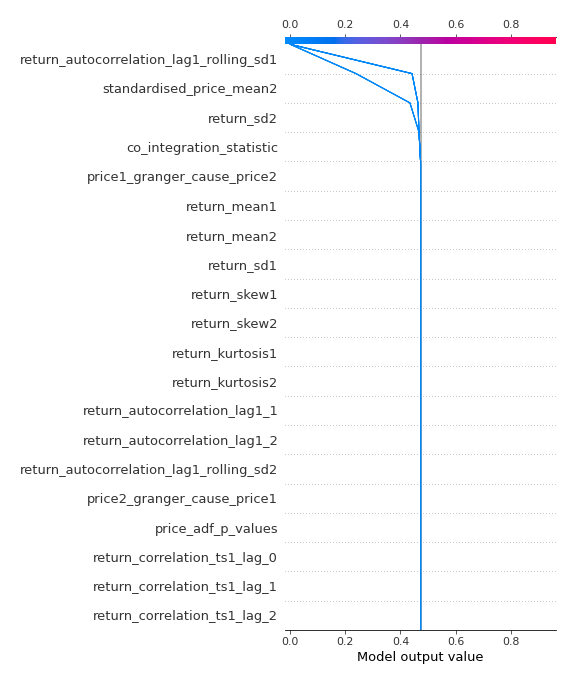 0.0 0.2 0.4 0.6 0.8
return_autocorrelation_lag1_rolling_sd1
standardised_price_mean2
return_sd2
co_integration_statistic
price1_granger_cause_price2
return_mean1
return_mean2
return_sd1
return_skew1
return_skew2
return_kurtosis1
return_kurtosis2
return_autocorrelation_lag1_1
return_autocorrelation_lag1_2
return_autocorrelation_lag1_rolling_sd2
price2_granger_cause_price1
price_adf_p_values
return_correlation_ts1_lag_0
return_correlation_ts1_lag_1
return_correlation_ts1_lag_2
0.0 0.2 0.4 0.6 0.8
Model output value